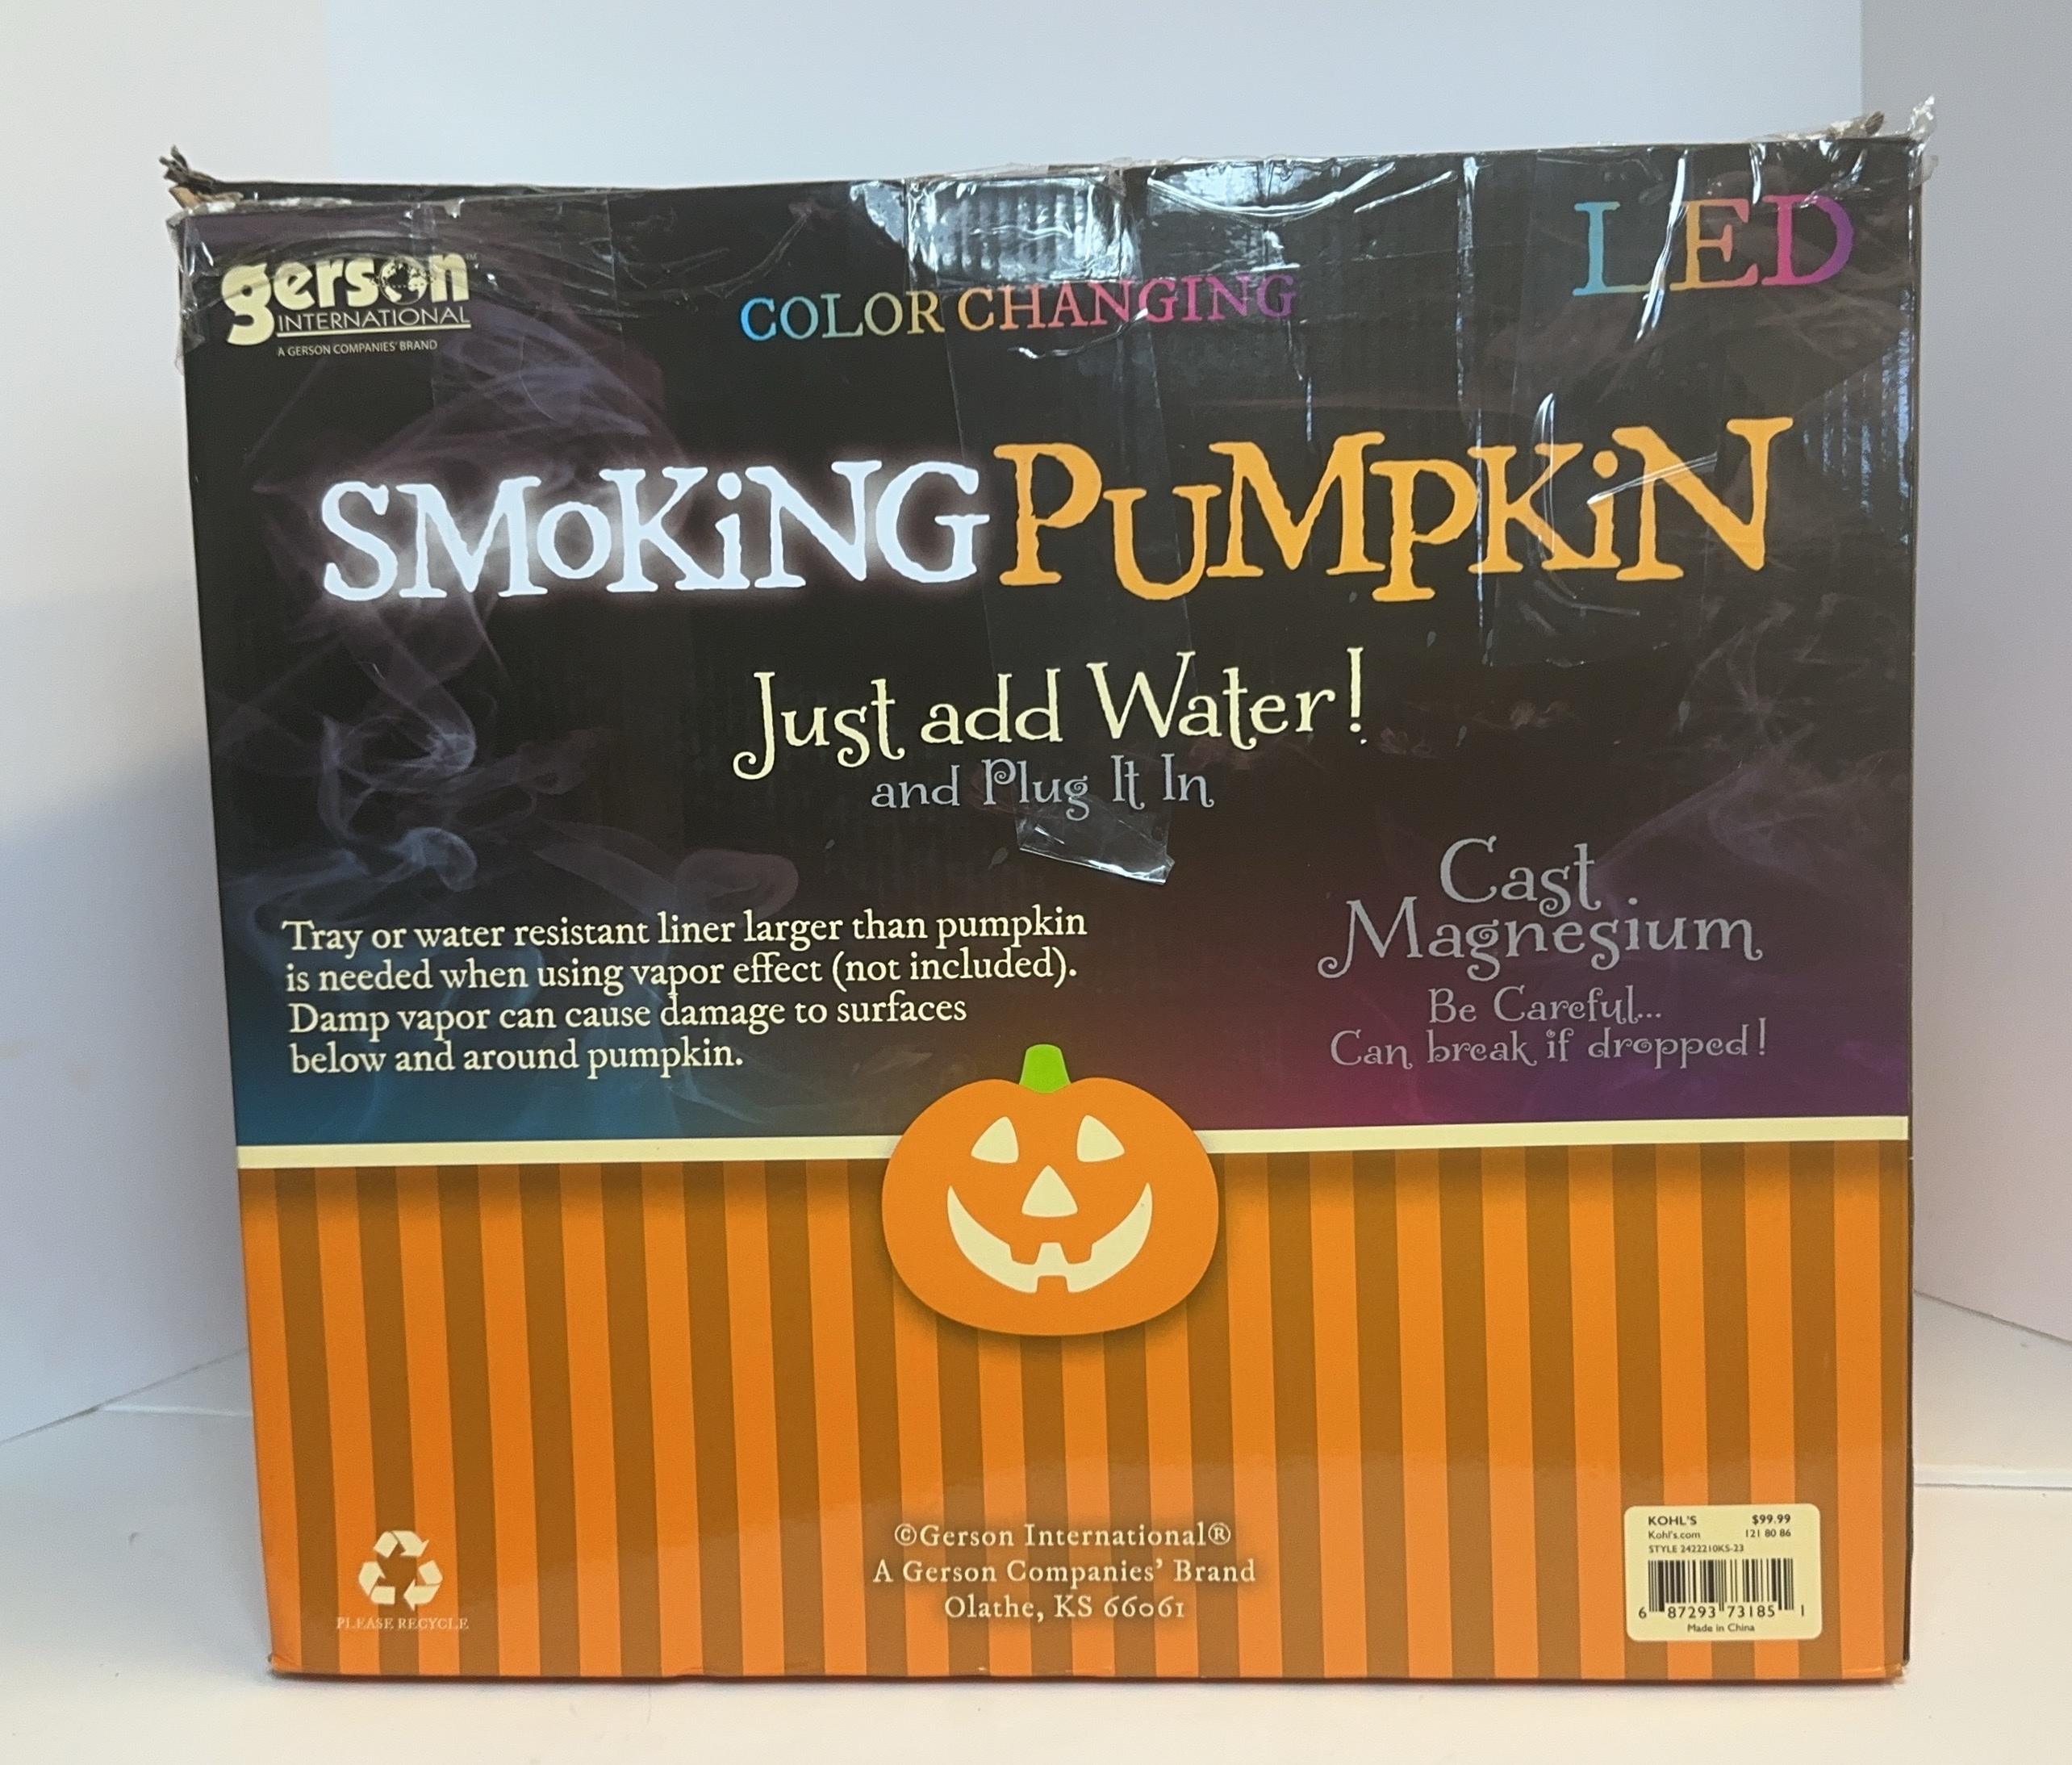 gerson
INTERNATIONAL
A GERSON COMPANIES' BRAND
COLOR CHANGING
LED
SMoKiNG PuMpKiN
Just add Water!
and Plug It In
Tray or water resistant liner larger than pumpkin
is needed when using vapor effect (not included).
Damp vapor can cause damage to surfaces
below and around pumpkin.
Cast
Magnesium
Be Careful...
Can break if dropped!
PLEASE RECYCLE
©Gerson International®
A Gerson Companies' Brand
Olathe, KS 66061
KOHL'S $99.99
Kohl's.com 121 80 86
STYLE 2422210KS-23
6 87293 73185 1
Made in China